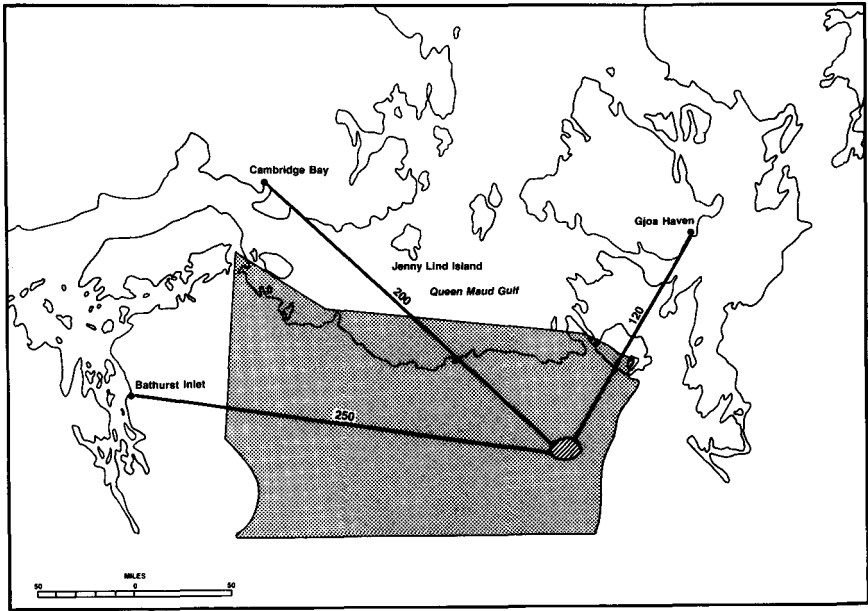 Cambridge Bay
Gjoa Haven
Jenny Lind Island
200
Queen Maud Gulf
120
Bathurst Inlet
250
MILES
50 0 50